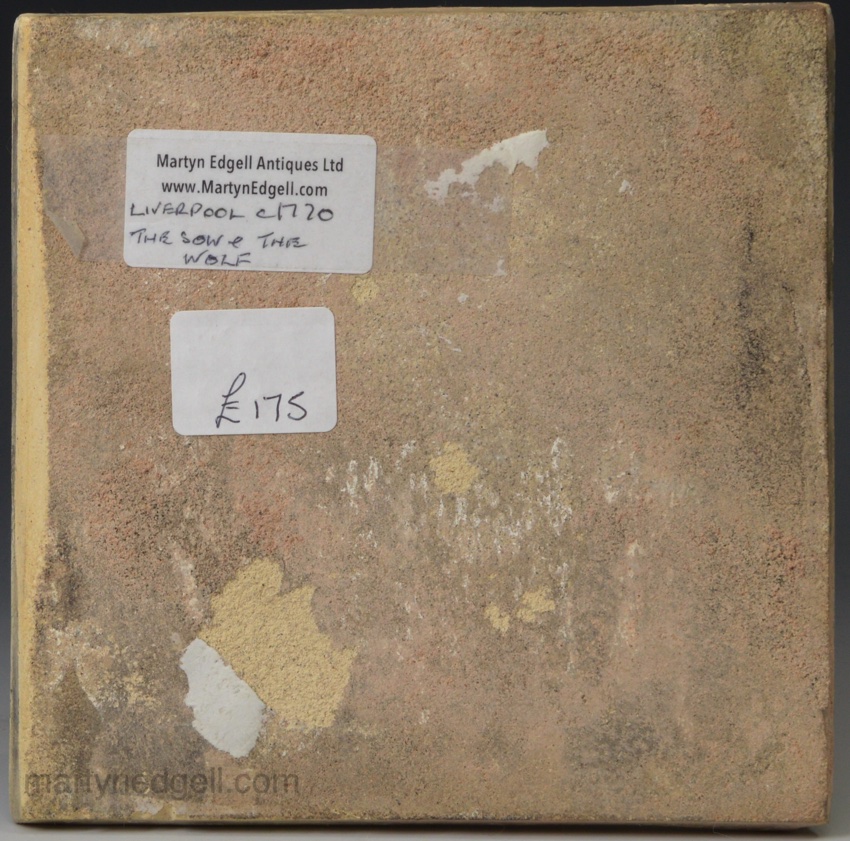 Martyn Edgell Antiques Ltd
www.MartynEdgell.com
LIVERPOOL c1770
THE SOW & THE
WOLF
£175
martynedgell.com